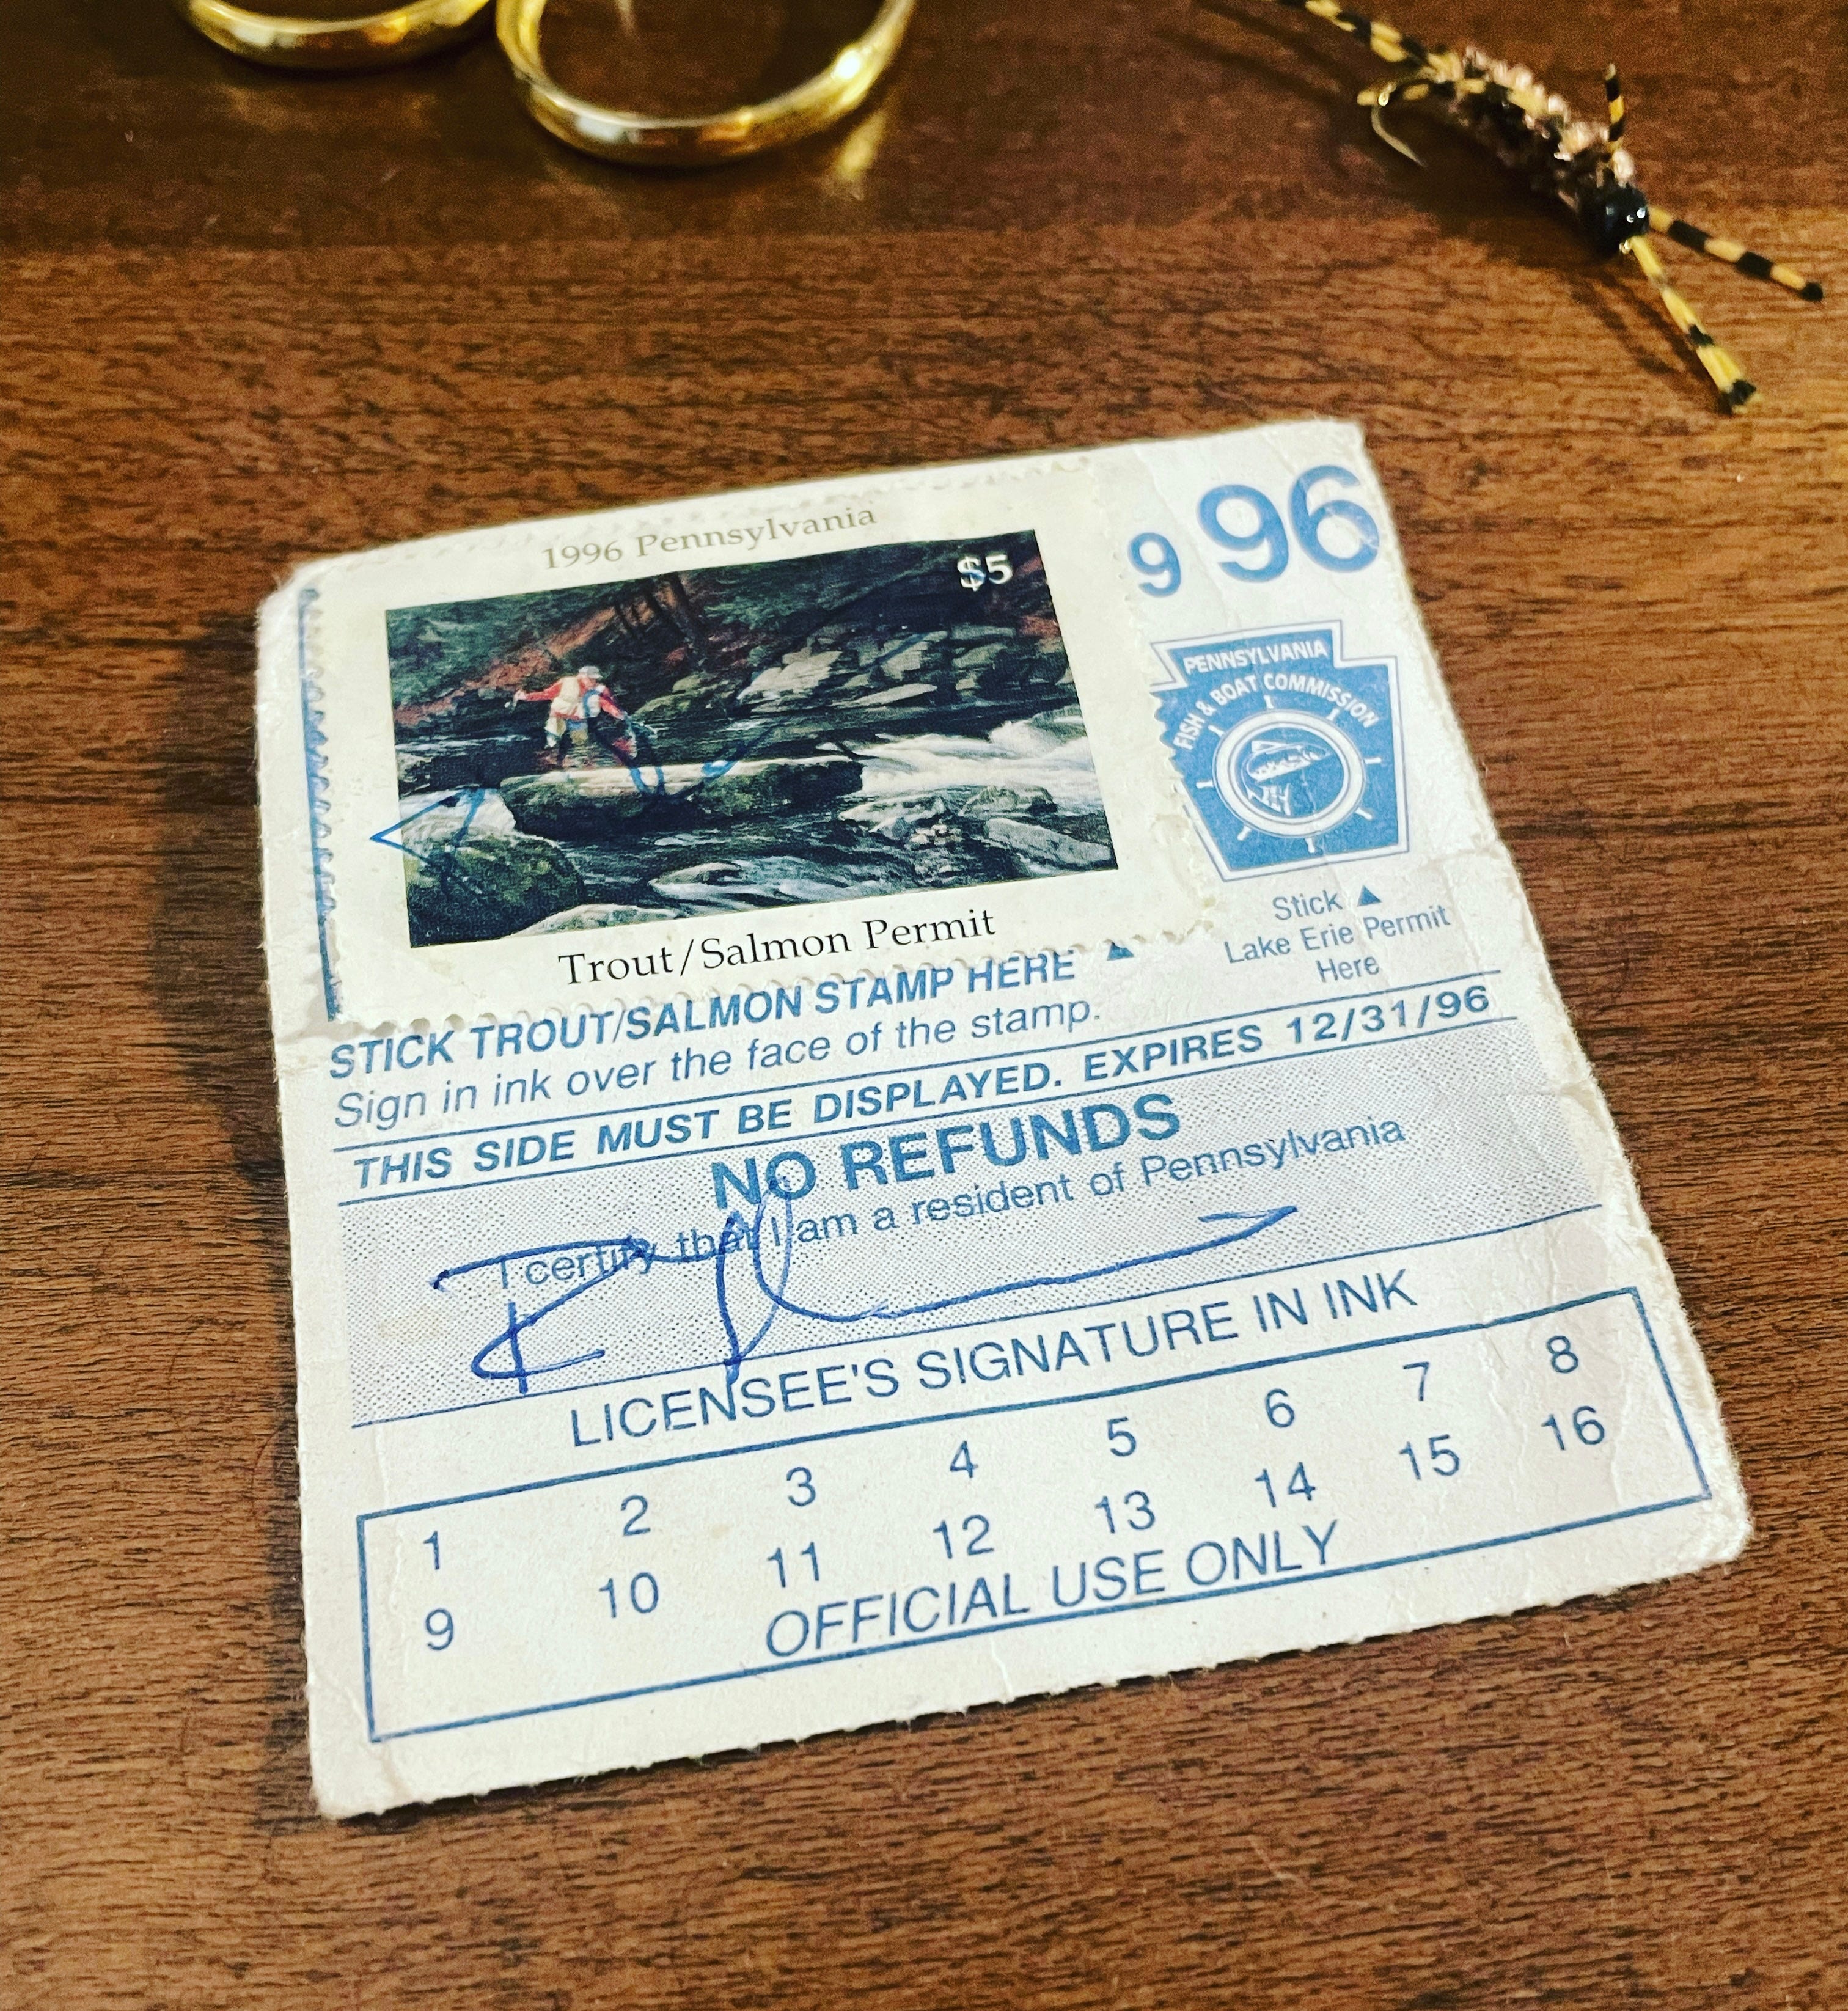 1996 Pennsylvania
$5
Trout/Salmon Permit
9 96
PENNSYLVANIA
FISH & BOAT COMMISSION
Stick ▲
Lake Erie Permit
Here
STICK TROUT/SALMON STAMP HERE ▲
Sign in ink over the face of the stamp.
THIS SIDE MUST BE DISPLAYED. EXPIRES 12/31/96
NO REFUNDS
I certify that I am a resident of Pennsylvania
LICENSEE'S SIGNATURE IN INK
1 2 3 4 5 6 7 8
9 10 11 12 13 14 15 16
OFFICIAL USE ONLY